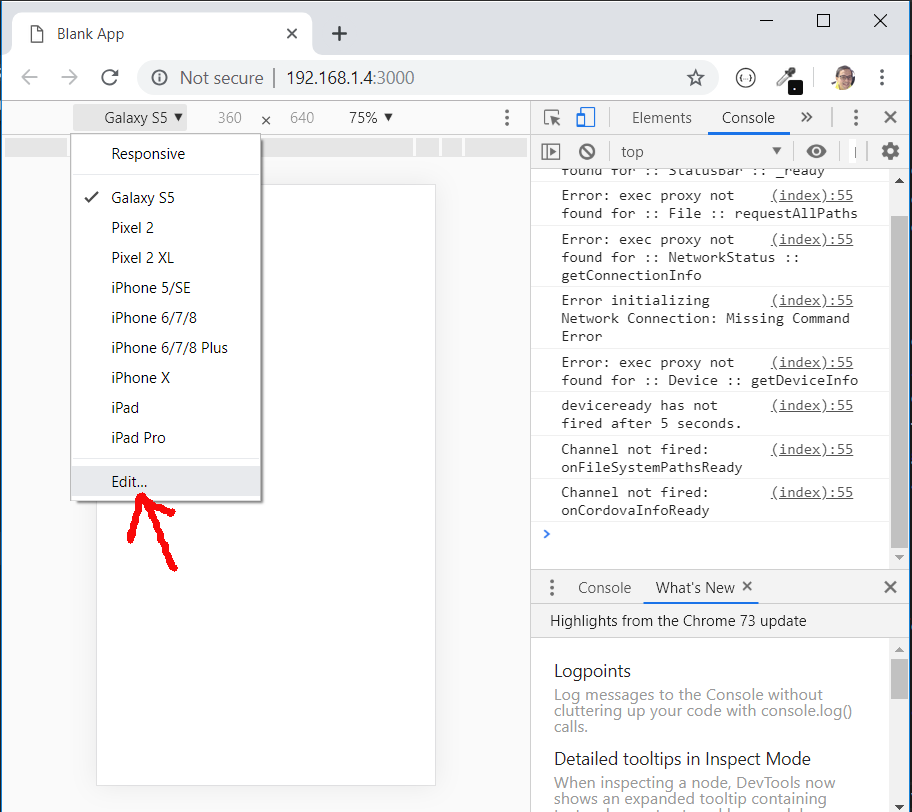 Blank App
Not secure | 192.168.1.4:3000
Galaxy S5 ▼ 360 × 640 75% ▼
Elements Console »
top ▼
Responsive
Galaxy S5
Pixel 2
Pixel 2 XL
iPhone 5/SE
iPhone 6/7/8
iPhone 6/7/8 Plus
iPhone X
iPad
iPad Pro
Edit...
found for :: StatusBar :: _ready
Error: exec proxy not (index):55
found for :: File :: requestAllPaths
Error: exec proxy not (index):55
found for :: NetworkStatus ::
getConnectionInfo
Error initializing (index):55
Network Connection: Missing Command
Error
Error: exec proxy not (index):55
found for :: Device :: getDeviceInfo
deviceready has not (index):55
fired after 5 seconds.
Channel not fired: (index):55
onFileSystemPathsReady
Channel not fired: (index):55
onCordovaInfoReady
Console What's New
Highlights from the Chrome 73 update
Logpoints
Log messages to the Console without
cluttering up your code with console.log()
calls.
Detailed tooltips in Inspect Mode
When inspecting a node, DevTools now
shows an expanded tooltip containing